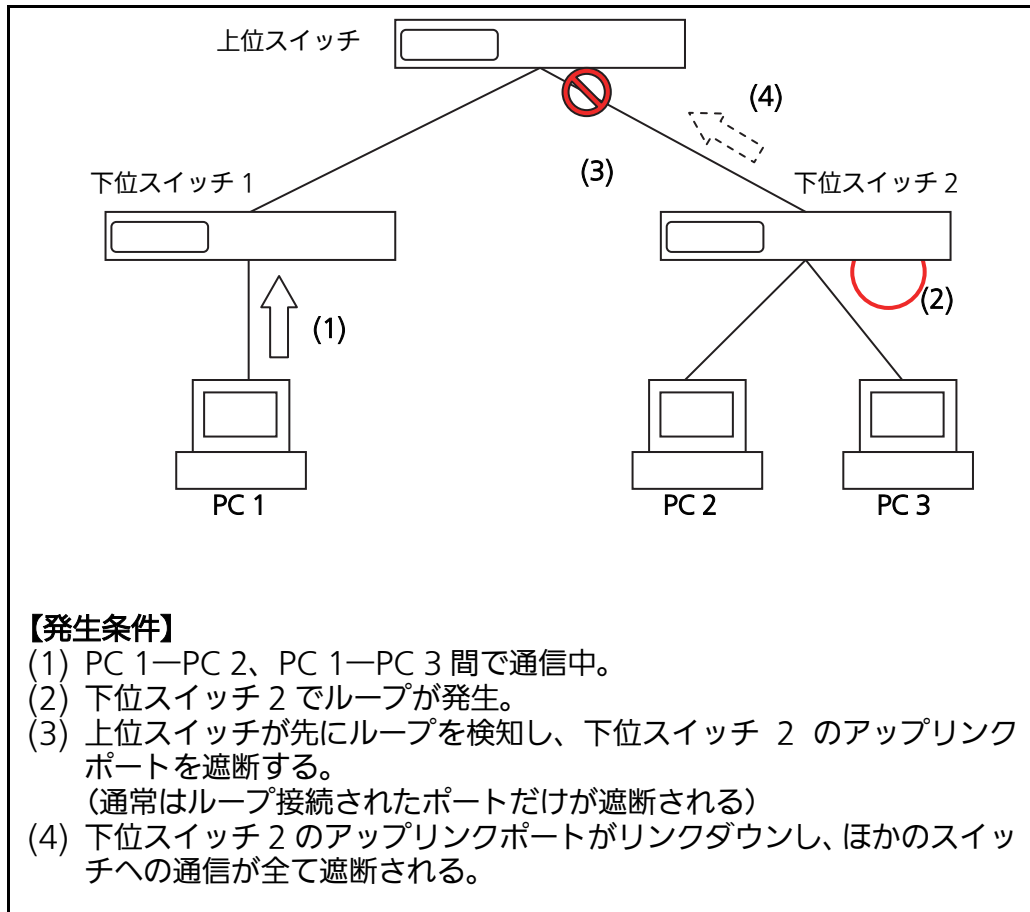 上位スイッチ
(4)
(3)
下位スイッチ 1
下位スイッチ 2
(2)
(1)
PC 1
PC 2
PC 3
【発生条件】
(1) PC 1―PC 2、PC 1―PC 3 間で通信中。
(2) 下位スイッチ 2 でループが発生。
(3) 上位スイッチが先にループを検知し、下位スイッチ 2 のアップリンク
ポートを遮断する。
（通常はループ接続されたポートだけが遮断される）
(4) 下位スイッチ 2 のアップリンクポートがリンクダウンし、ほかのスイッ
チへの通信が全て遮断される。